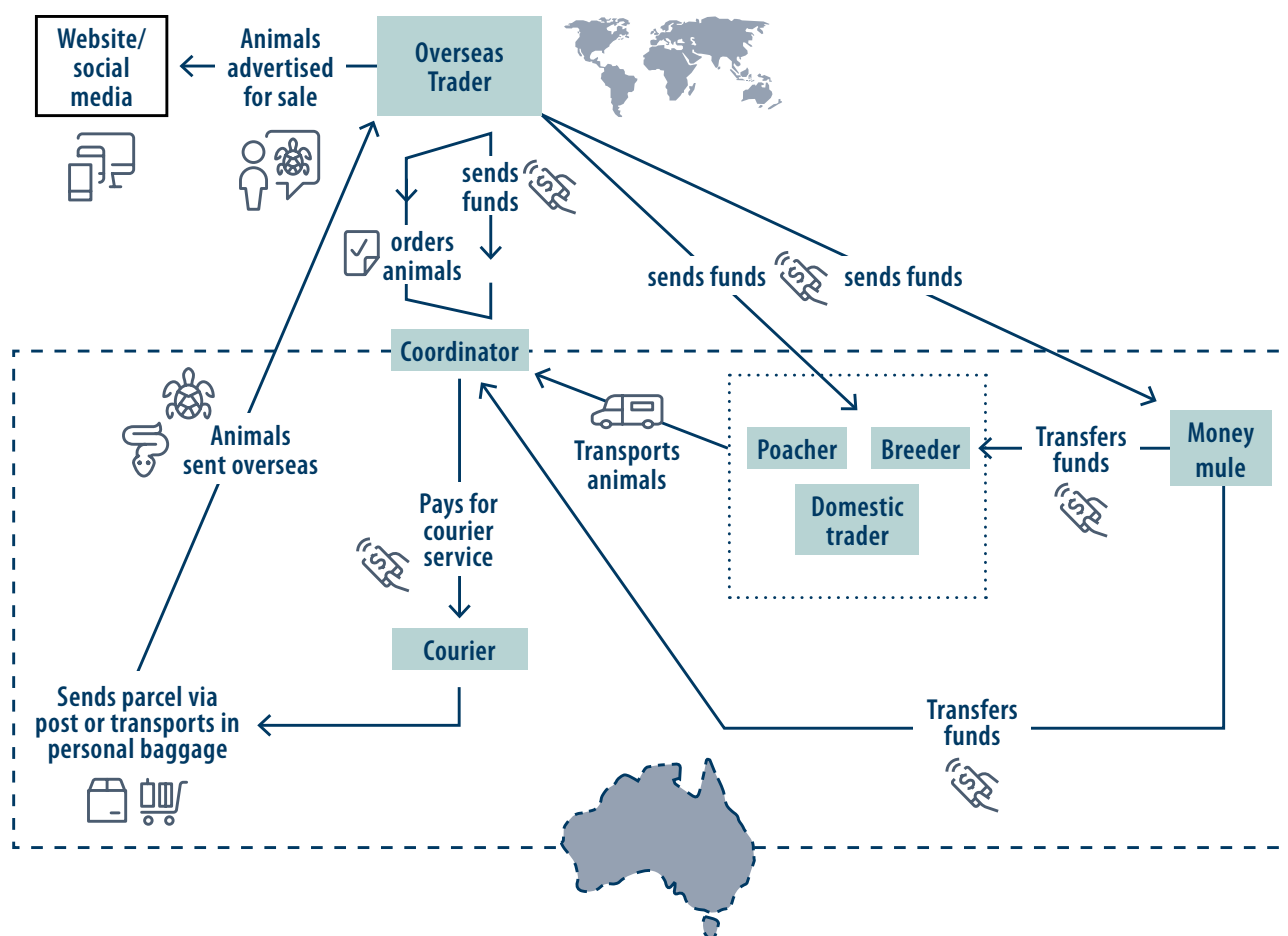 Website/
social
media
Animals
advertised
for sale
Overseas
Trader
sends
funds
orders
animals
sends funds
sends funds
Coordinator
Animals
sent overseas
Transports
animals
Poacher
Breeder
Domestic
trader
Transfers
funds
Money
mule
Pays for
courier
service
Courier
Sends parcel via
post or transports in
personal baggage
Transfers
funds